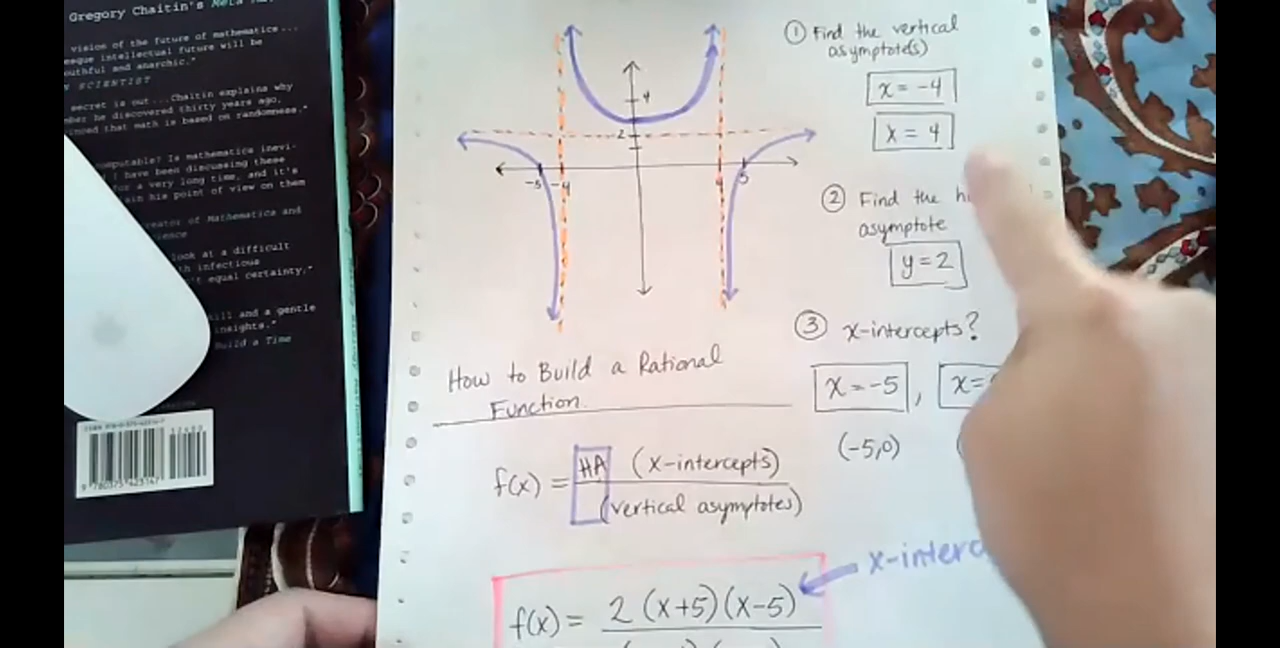 Gregory Chaitin's Meta
vision of the future of mathematics...
intellectual future will be
and anarchic."
SCIENTIST
secret is out...Chaitin explains why
he discovered thirty years ago,
that math is based on randomness."
Is mathematics inevi-
I have been discussing these
for a very long time, and it's
his point of view on them
of Mathematics and
look at a difficult
infectious
equal certainty."
and a gentle
insights."
Build a Time
4
2
-5
-4
4
5
① Find the vertical
asymptote(s)
x = -4
x = 4
② Find the
asymptote
y = 2
③ x-intercepts?
x = -5 , x =
(-5,0) (
How to Build a Rational
Function
f(x) = HA (x-intercepts)
(vertical asymptotes)
f(x) = 2 (x+5)(x-5)